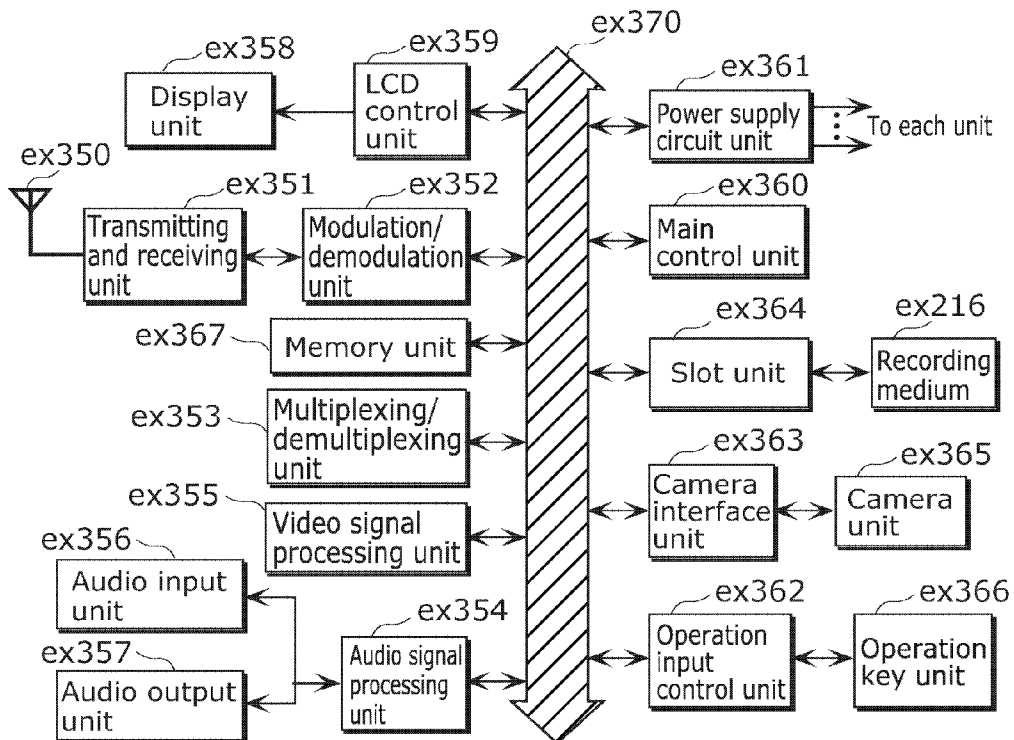 ex358
Display
unit
ex359
LCD
control
unit
ex370
ex361
Power supply
circuit unit
To each unit
ex350
ex351
Transmitting
and receiving
unit
ex352
Modulation/
demodulation
unit
ex360
Main
control unit
ex367
Memory unit
ex364
Slot unit
ex216
Recording
medium
ex353
Multiplexing/
demultiplexing
unit
ex363
Camera
interface
unit
ex365
Camera
unit
ex355
Video signal
processing unit
ex356
Audio input
unit
ex357
Audio output
unit
ex354
Audio signal
processing
unit
ex362
Operation
input
control unit
ex366
Operation
key unit